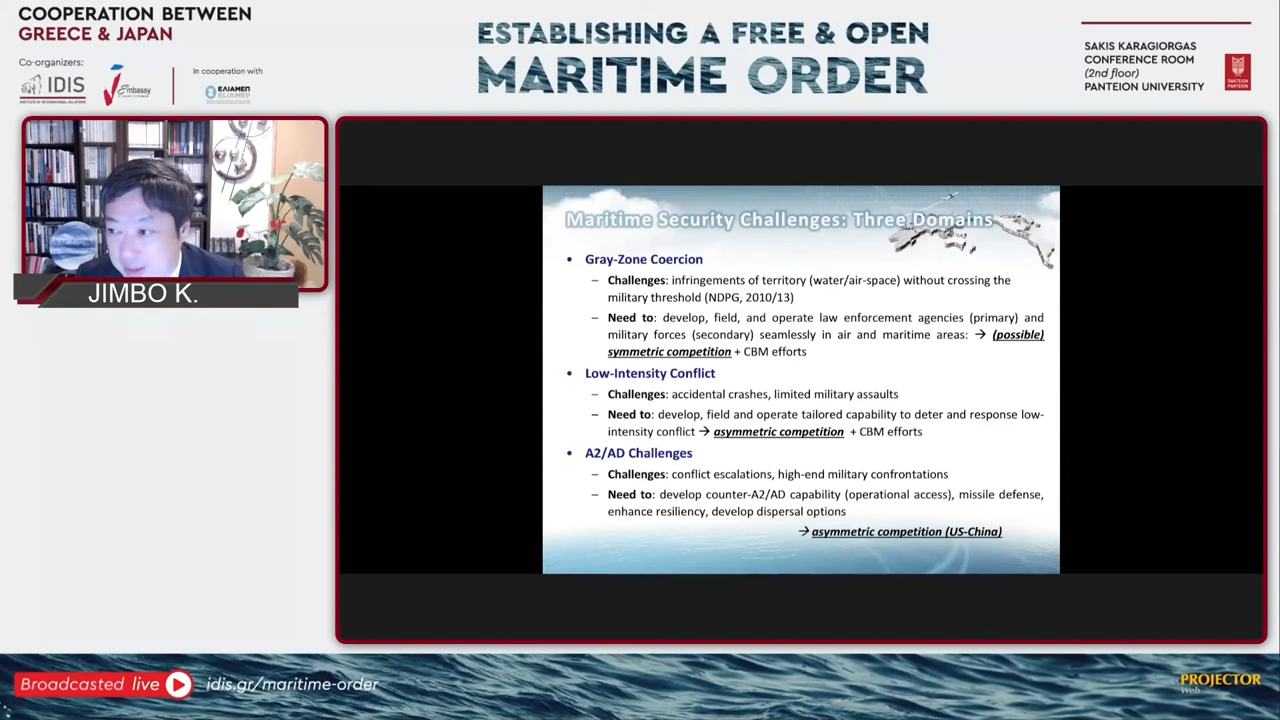 COOPERATION BETWEEN
GREECE & JAPAN
Co-organizers:
IDIS
Embassy
In cooperation with
ΕΛΙΑΜΕΠ
ELIAMEP
ESTABLISHING A FREE & OPEN
MARITIME ORDER
SAKIS KARAGIORGAS
CONFERENCE ROOM
(2nd floor)
PANTEION UNIVERSITY
PANTEION
JIMBO K.
Maritime Security Challenges: Three Domains
• Gray-Zone Coercion
– Challenges: infringements of territory (water/air-space) without crossing the
military threshold (NDPG, 2010/13)
– Need to: develop, field, and operate law enforcement agencies (primary) and
military forces (secondary) seamlessly in air and maritime areas: → (possible)
symmetric competition + CBM efforts
• Low-Intensity Conflict
– Challenges: accidental crashes, limited military assaults
– Need to: develop, field and operate tailored capability to deter and response low-
intensity conflict → asymmetric competition + CBM efforts
• A2/AD Challenges
– Challenges: conflict escalations, high-end military confrontations
– Need to: develop counter-A2/AD capability (operational access), missile defense,
enhance resiliency, develop dispersal options
→ asymmetric competition (US-China)
Broadcasted live
idis.gr/maritime-order
PROJECTOR
Web